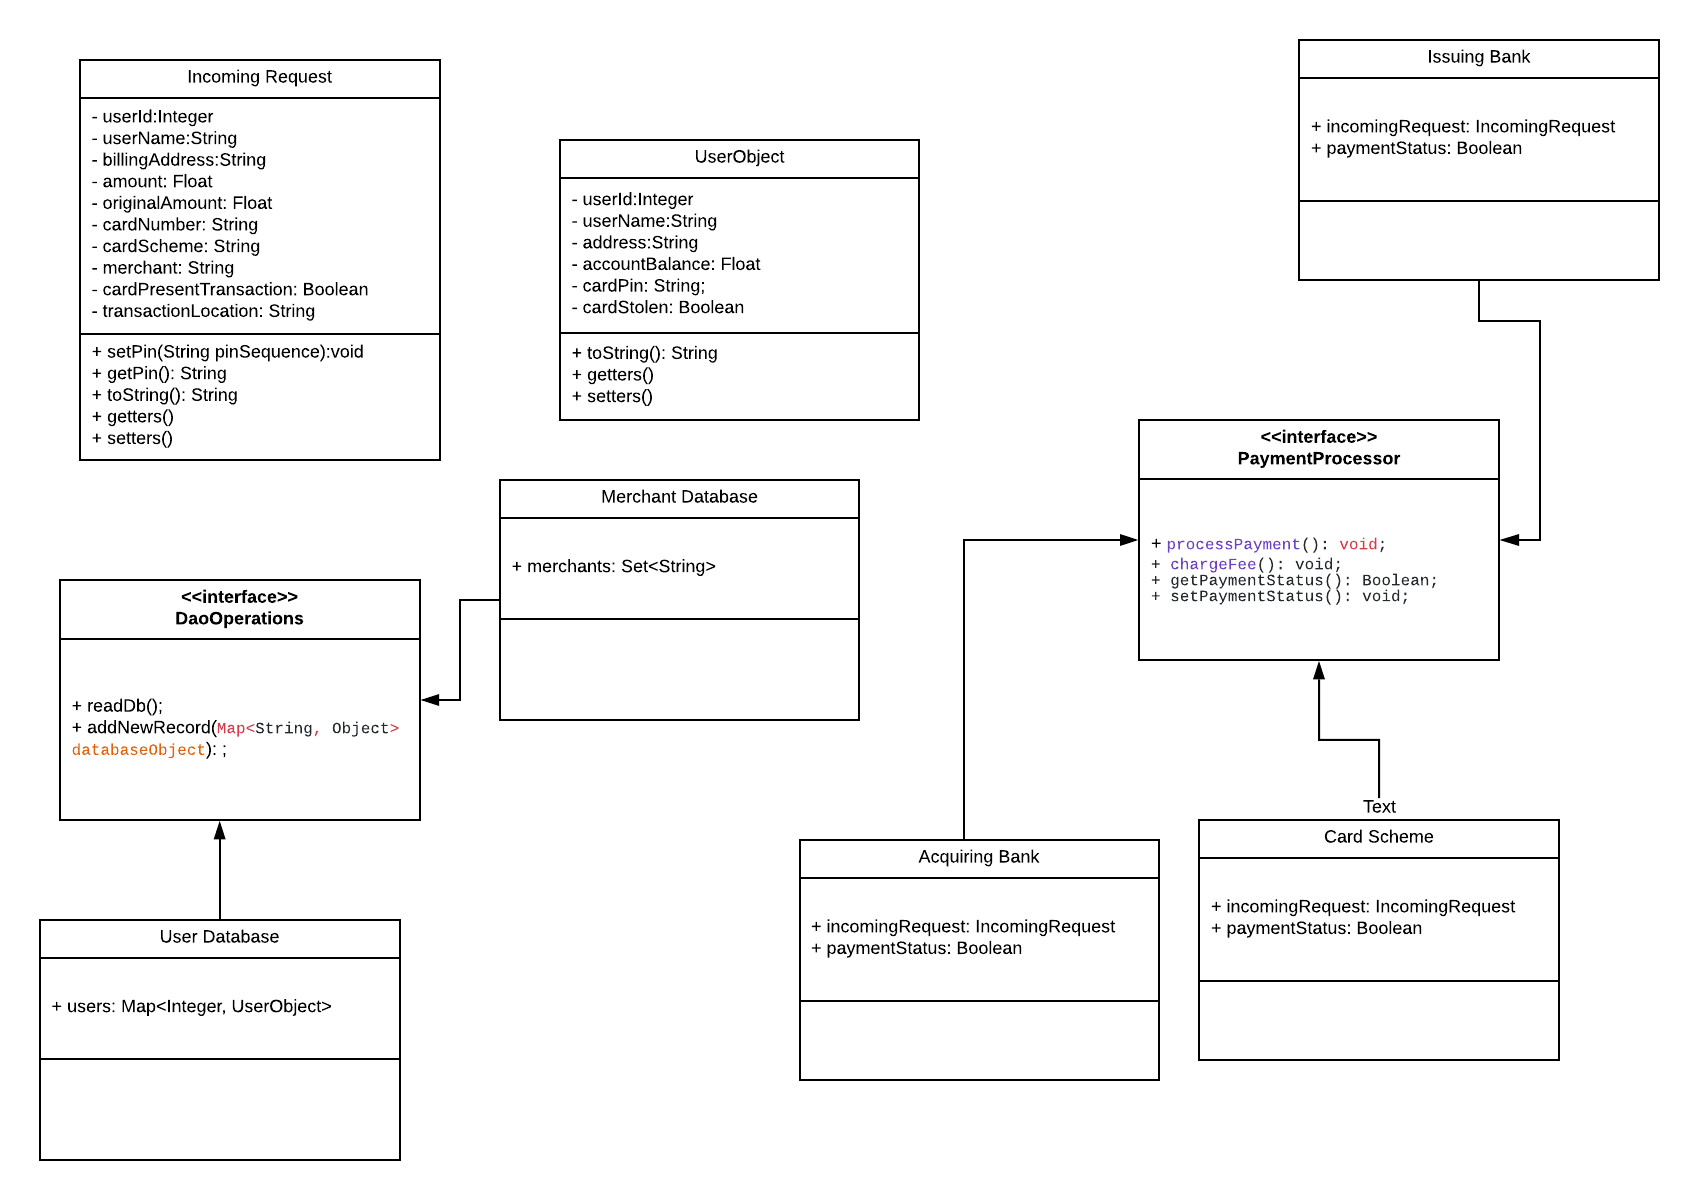 Incoming Request
- userId:Integer
- userName:String
- billingAddress:String
- amount: Float
- originalAmount: Float
- cardNumber: String
- cardScheme: String
- merchant: String
- cardPresentTransaction: Boolean
- transactionLocation: String
+ setPin(String pinSequence):void
+ getPin(): String
+ toString(): String
+ getters()
+ setters()
UserObject
- userId:Integer
- userName:String
- address:String
- accountBalance: Float
- cardPin: String;
- cardStolen: Boolean
+ toString(): String
+ getters()
+ setters()
Issuing Bank
+ incomingRequest: IncomingRequest
+ paymentStatus: Boolean
<<interface>>
PaymentProcessor
+ processPayment(): void;
+ chargeFee(): void;
+ getPaymentStatus(): Boolean;
+ setPaymentStatus(): void;
Merchant Database
+ merchants: Set<String>
<<interface>>
DaoOperations
+ readDb();
+ addNewRecord(Map<String, Object>
databaseObject): ;
User Database
+ users: Map<Integer, UserObject>
Acquiring Bank
+ incomingRequest: IncomingRequest
+ paymentStatus: Boolean
Text
Card Scheme
+ incomingRequest: IncomingRequest
+ paymentStatus: Boolean